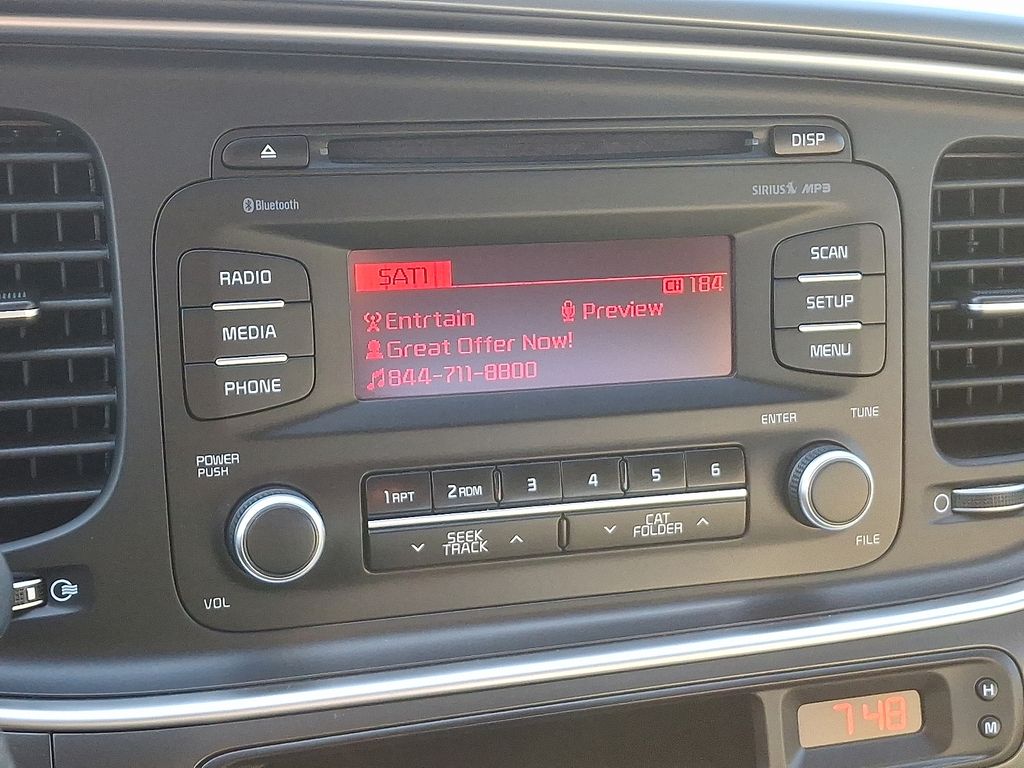 DISP
Bluetooth
SIRIUS MP3
RADIO
MEDIA
PHONE
SAT1
CH 184
Entrtain Preview
Great Offer Now!
844-711-8800
SCAN
SETUP
MENU
ENTER
TUNE
POWER
PUSH
1 RPT 2 RDM 3 4 5 6
SEEK
TRACK
CAT
FOLDER
FILE
VOL
7:48
H
M